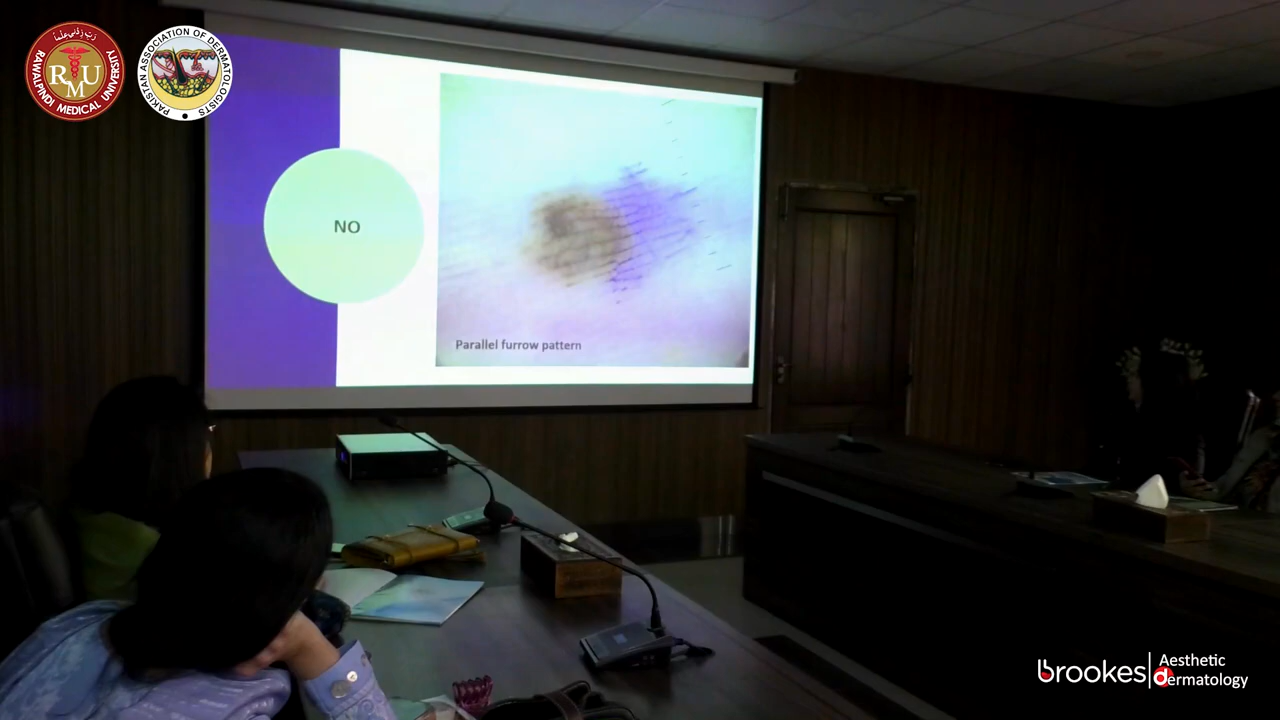 RAWALPINDI MEDICAL UNIVERSITY
RMU
PAKISTAN ASSOCIATION OF DERMATOLOGISTS
NO
Parallel furrow pattern
brookes Aesthetic
dermatology